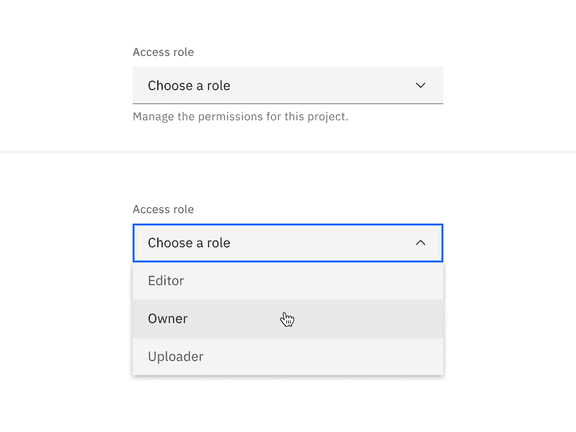 Access role
Choose a role
Manage the permissions for this project.
Access role
Choose a role
Editor
Owner
Uploader